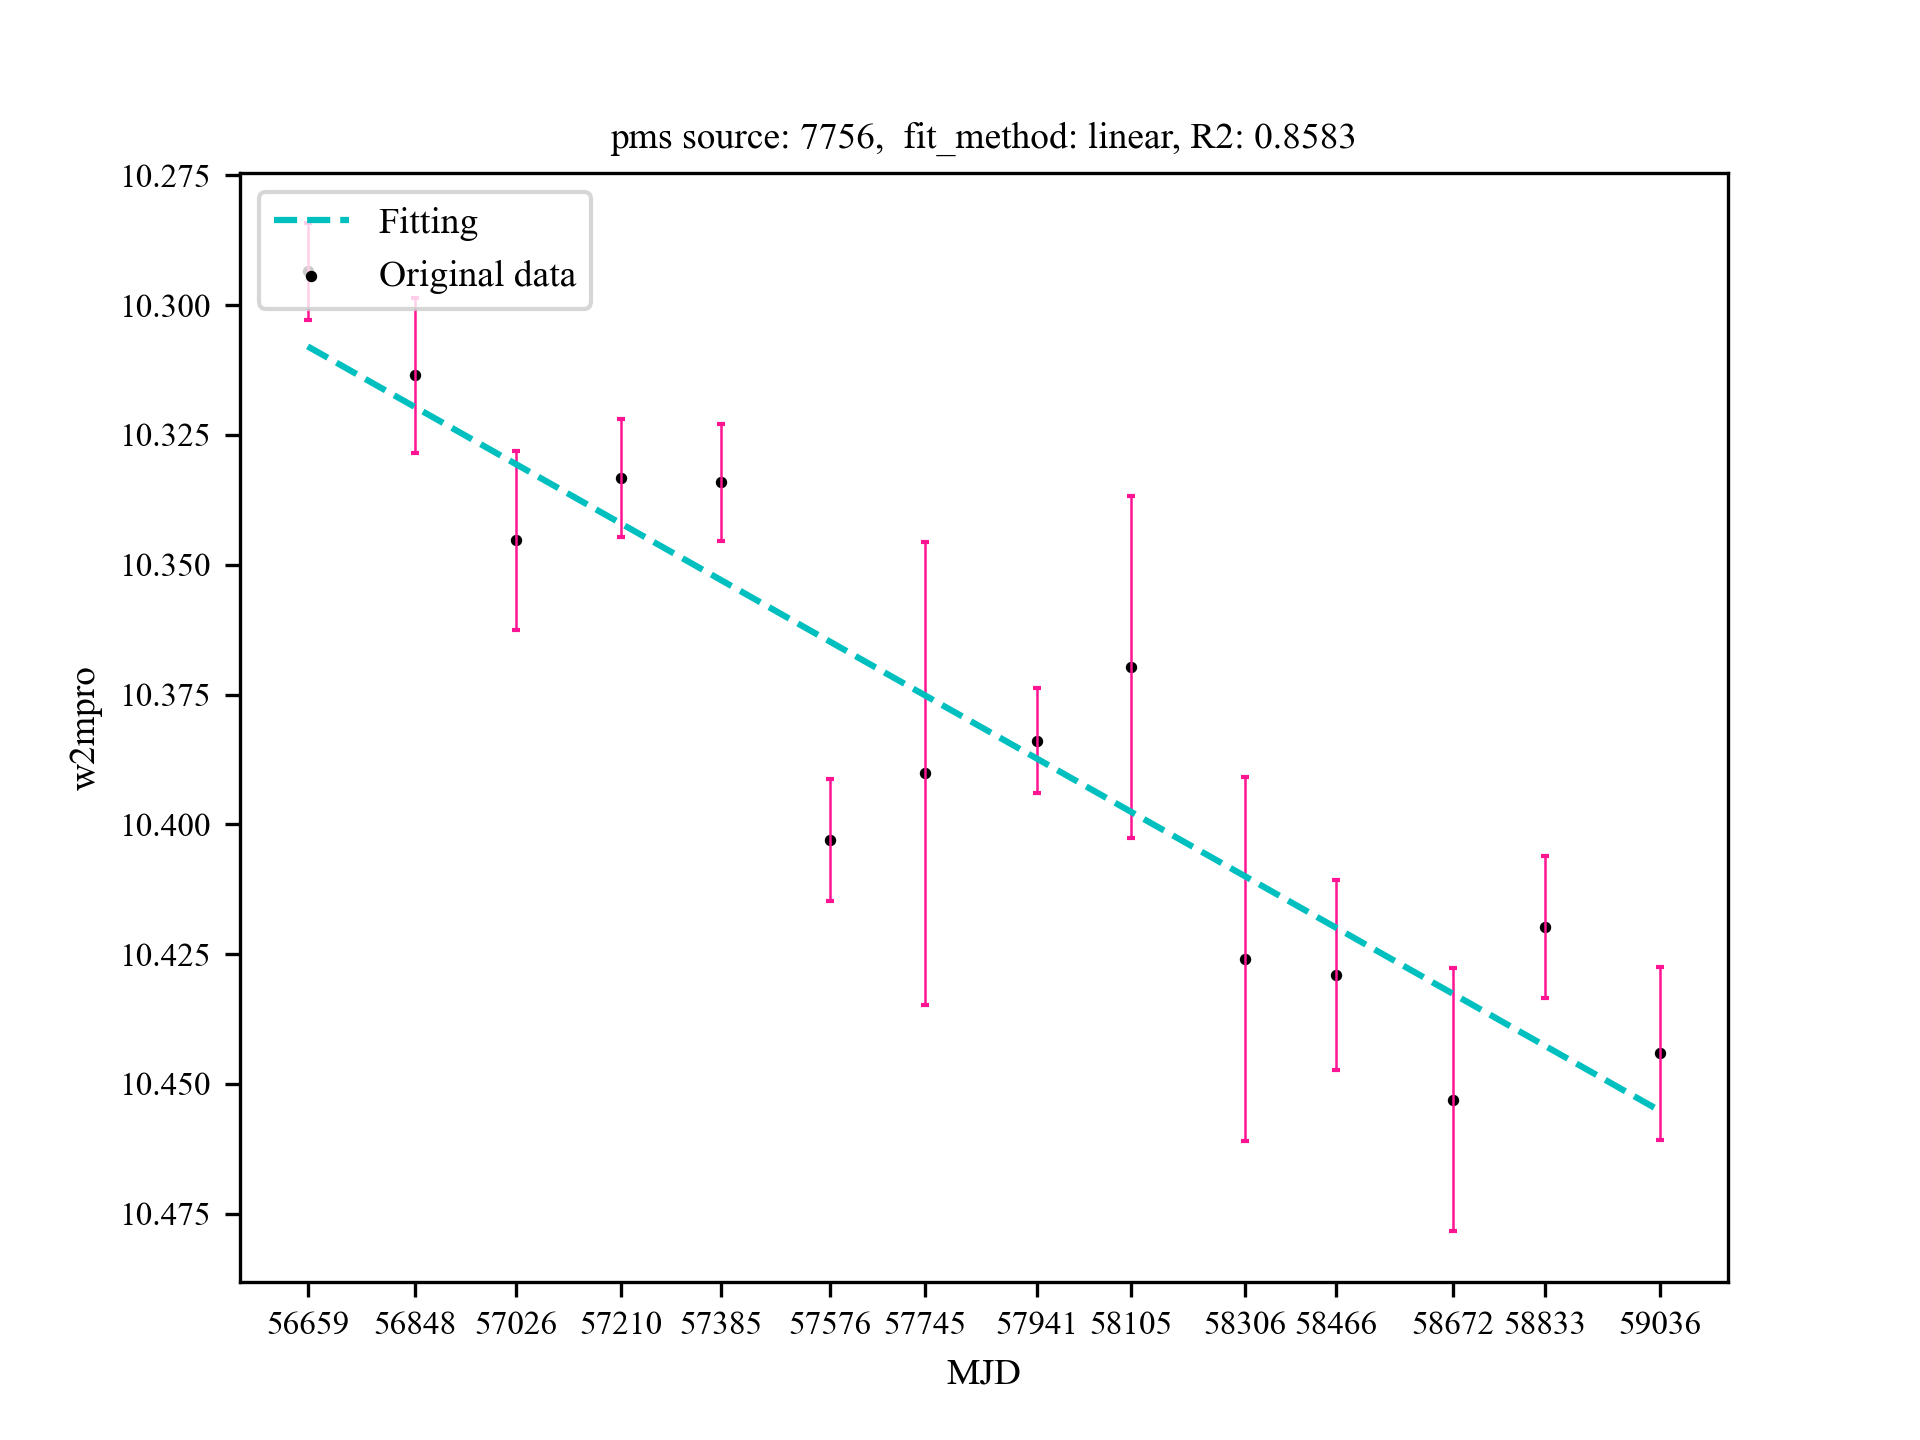 pms source: 7756,  fit_method: linear, R2: 0.8583
Fitting
Original data
w2mpro
10.275
10.300
10.325
10.350
10.375
10.400
10.425
10.450
10.475
56659 56848 57026 57210 57385 57576 57745 57941 58105 58306 58466 58672 58833 59036
MJD